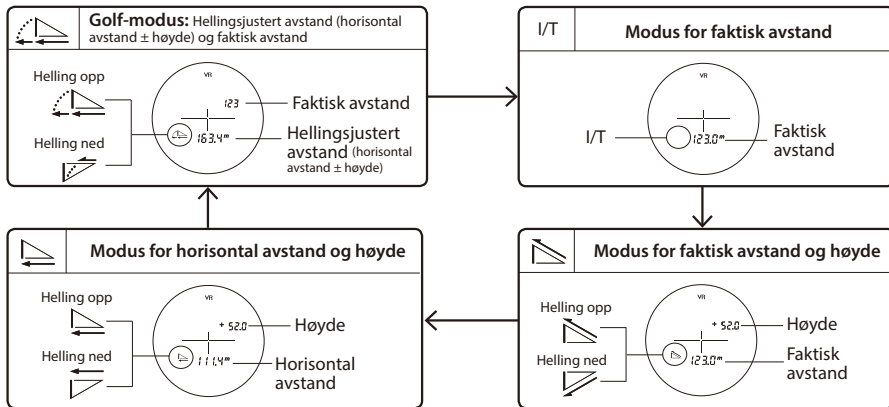 Golf-modus: Hellingsjustert avstand (horisontal
avstand ± høyde) og faktisk avstand
Helling opp
Helling ned
VR
123
163.4m
Faktisk avstand
Hellingsjustert
avstand (horisontal
avstand ± høyde)
I/T
Modus for faktisk avstand
VR
I/T
123.0m
Faktisk
avstand
Modus for horisontal avstand og høyde
Helling opp
Helling ned
VR
+ 52.0
111.4m
Høyde
Horisontal
avstand
Modus for faktisk avstand og høyde
Helling opp
Helling ned
VR
+ 52.0
123.0m
Høyde
Faktisk
avstand